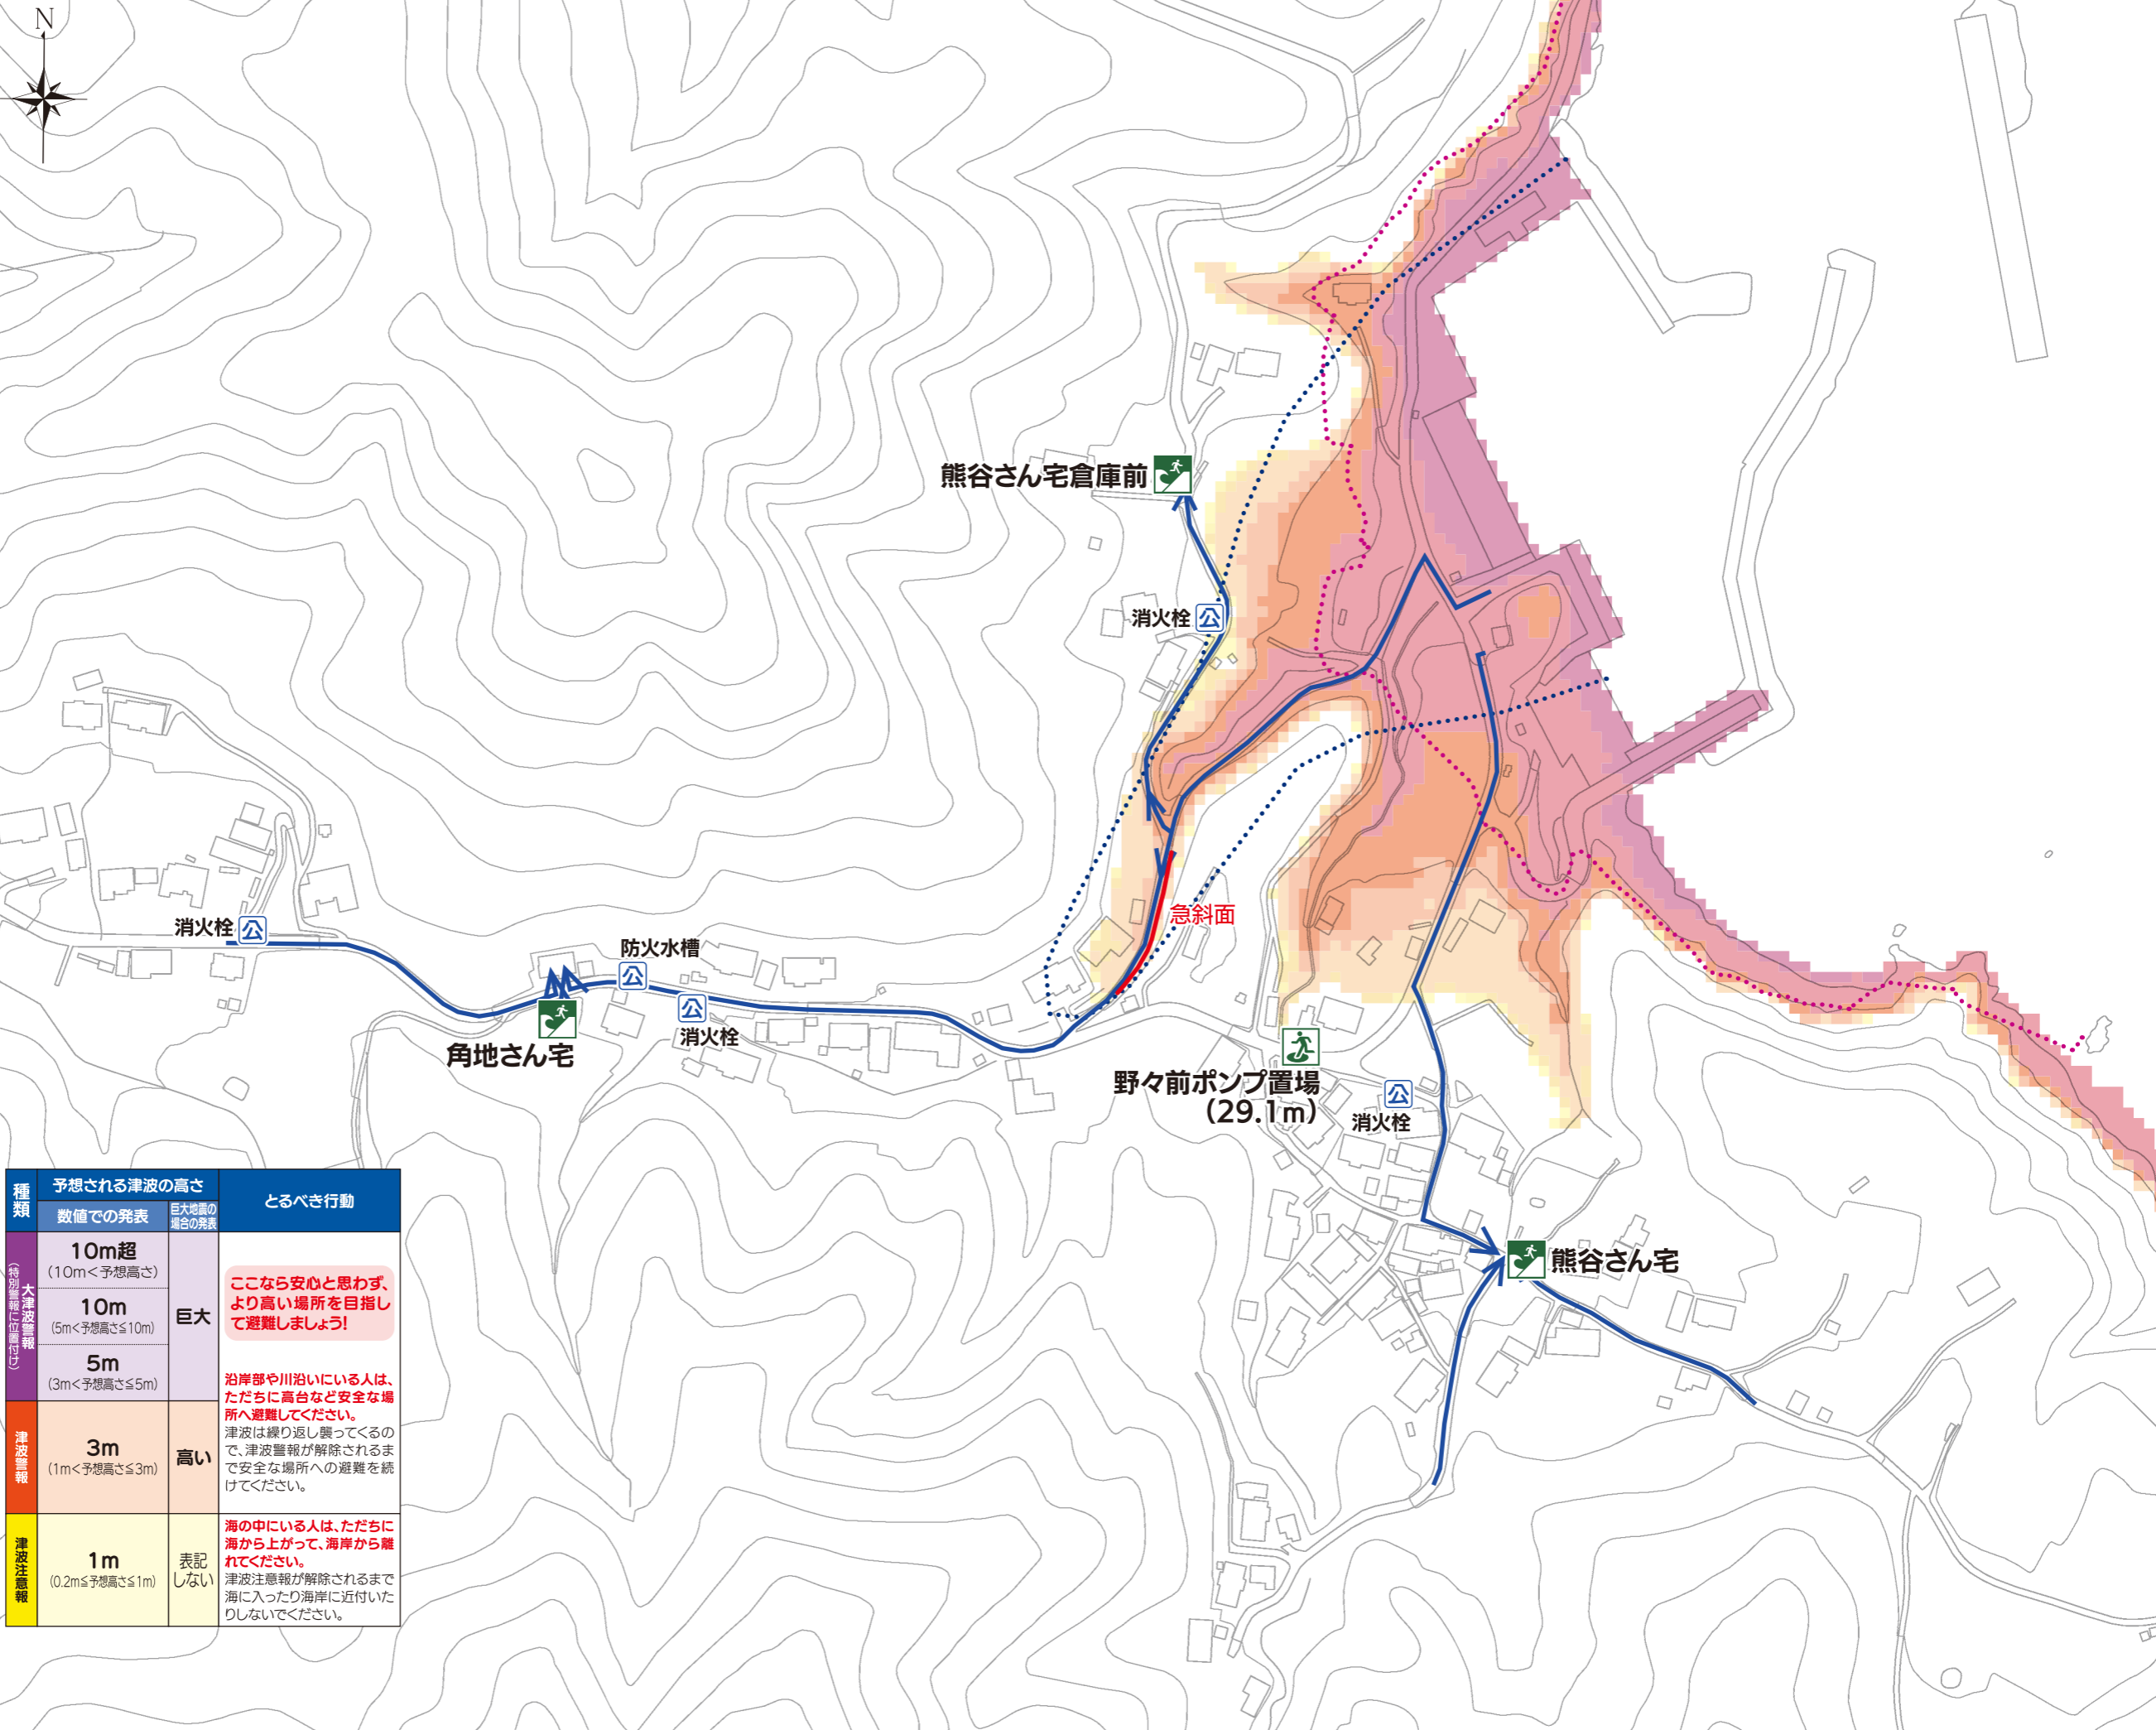 N
熊谷さん宅倉庫前
消火栓
公
急斜面
消火栓
公
防火水槽
公
公
消火栓
角地さん宅
野々前ポンプ置場
(29.1m)
公
消火栓
熊谷さん宅
種類
予想される津波の高さ
数値での発表
巨大地震の
場合の発表
とるべき行動
大津波警報
(特別警報に位置付け)
10m超
(10m<予想高さ)
10m
(5m<予想高さ≦10m)
5m
(3m<予想高さ≦5m)
巨大
ここなら安心と思わず、
より高い場所を目指し
て避難しましょう!
沿岸部や川沿いにいる人は、
ただちに高台など安全な場
所へ避難してください。
津波は繰り返し襲ってくるの
で、津波警報が解除されるま
で安全な場所への避難を続
けてください。
津波警報
3m
(1m<予想高さ≦3m)
高い
津波注意報
1m
(0.2m≦予想高さ≦1m)
表記
しない
海の中にいる人は、ただちに
海から上がって、海岸から離
れてください。
津波注意報が解除されるまで
海に入ったり海岸に近付いた
りしないでください。